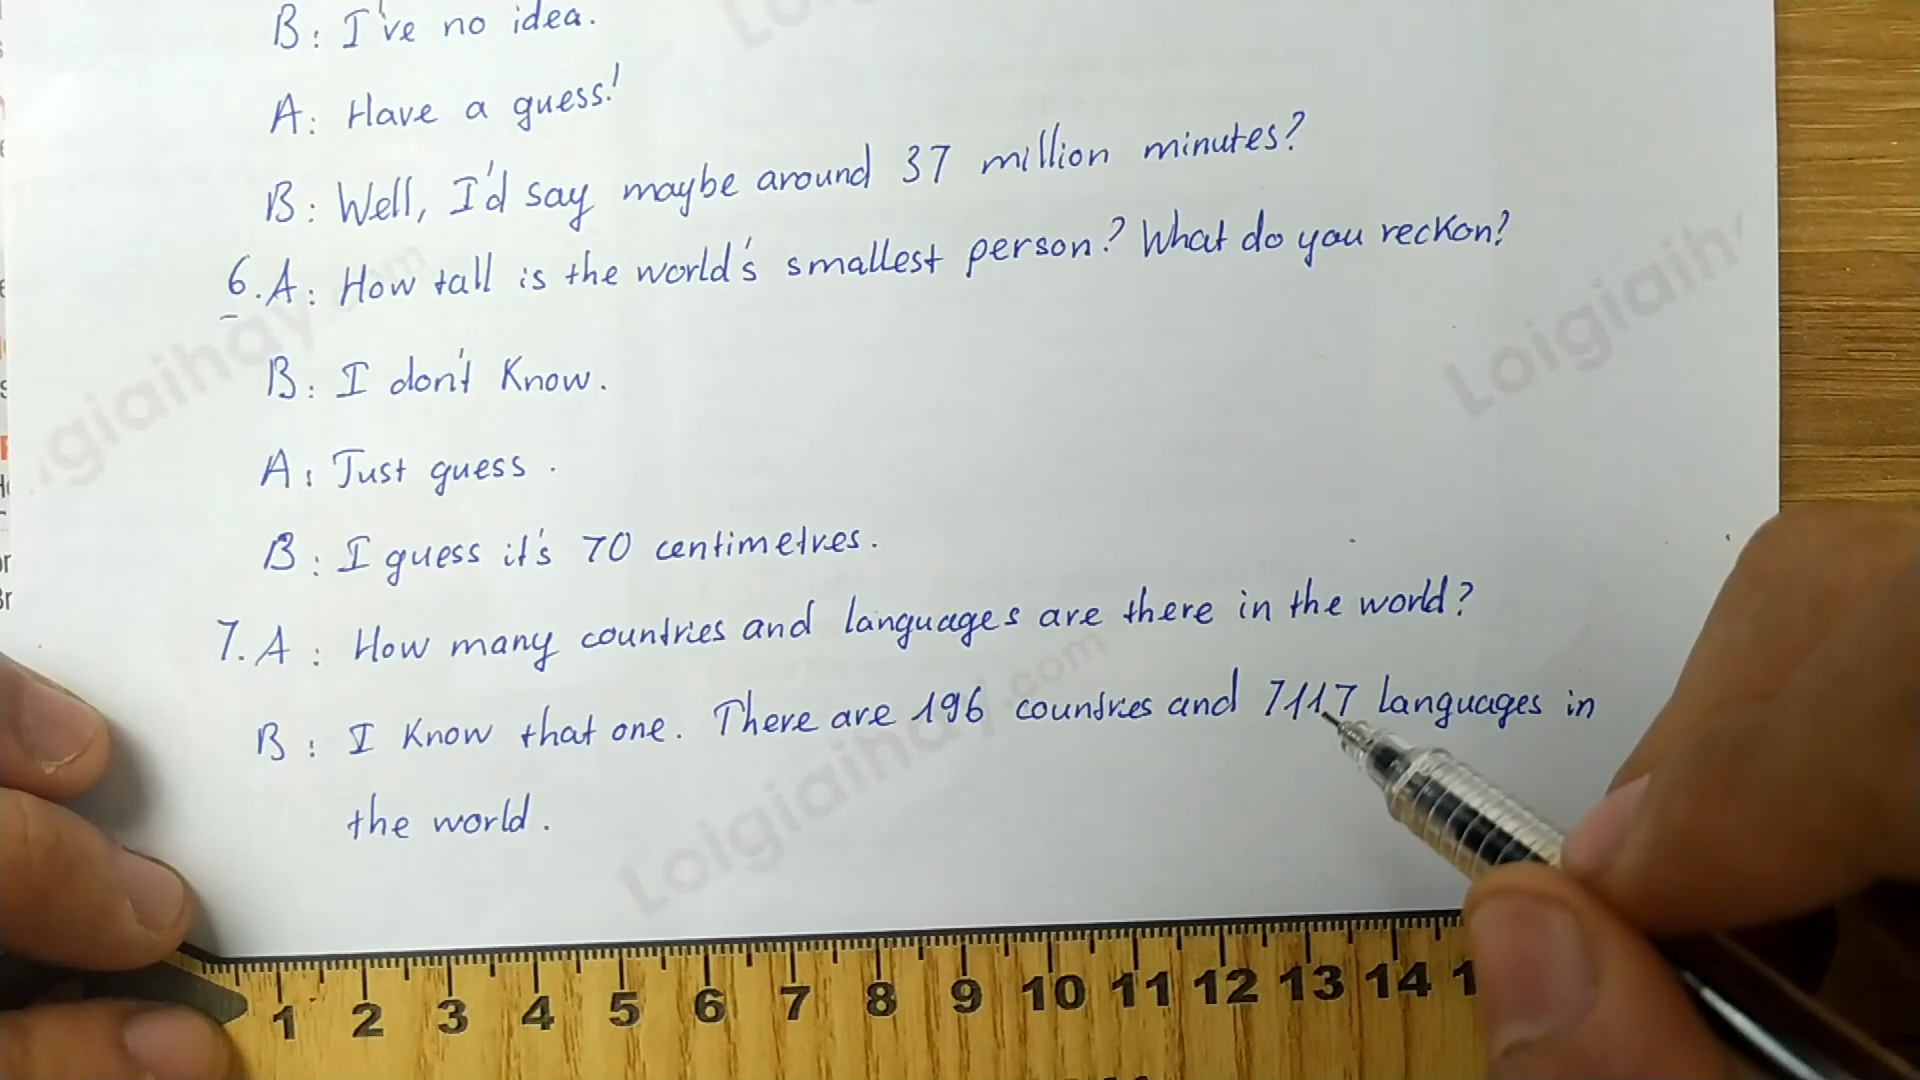 B: I've no idea.
A: Have a guess!
B: Well, I'd say maybe around 37 million minutes?
6. A: How tall is the world's smallest person? What do you reckon?
B: I don't know.
A: Just guess.
B: I guess it's 70 centimetres.
7. A: How many countries and languages are there in the world?
B: I know that one. There are 196 countries and 7117 languages in
the world.
Loigiaihay.com
1 2 3 4 5 6 7 8 9 10 11 12 13 14